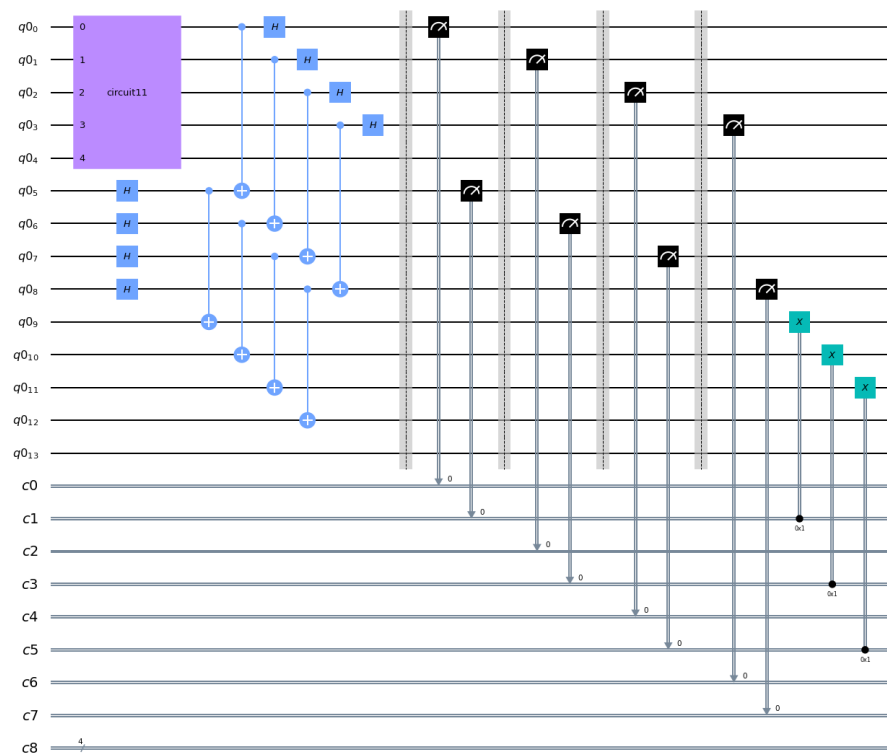 q0₀ 0 H
q0₁ 1 H
q0₂ 2 circuit11 H
q0₃ 3 H
q0₄ 4
q0₅ H
q0₆ H
q0₇ H
q0₈ H
q0₉ X
q0₁₀ X
q0₁₁ X
q0₁₂
q0₁₃
c0 0
c1 0 0x1
c2 0
c3 0 0x1
c4 0
c5 0 0x1
c6 0
c7 0
c8 4